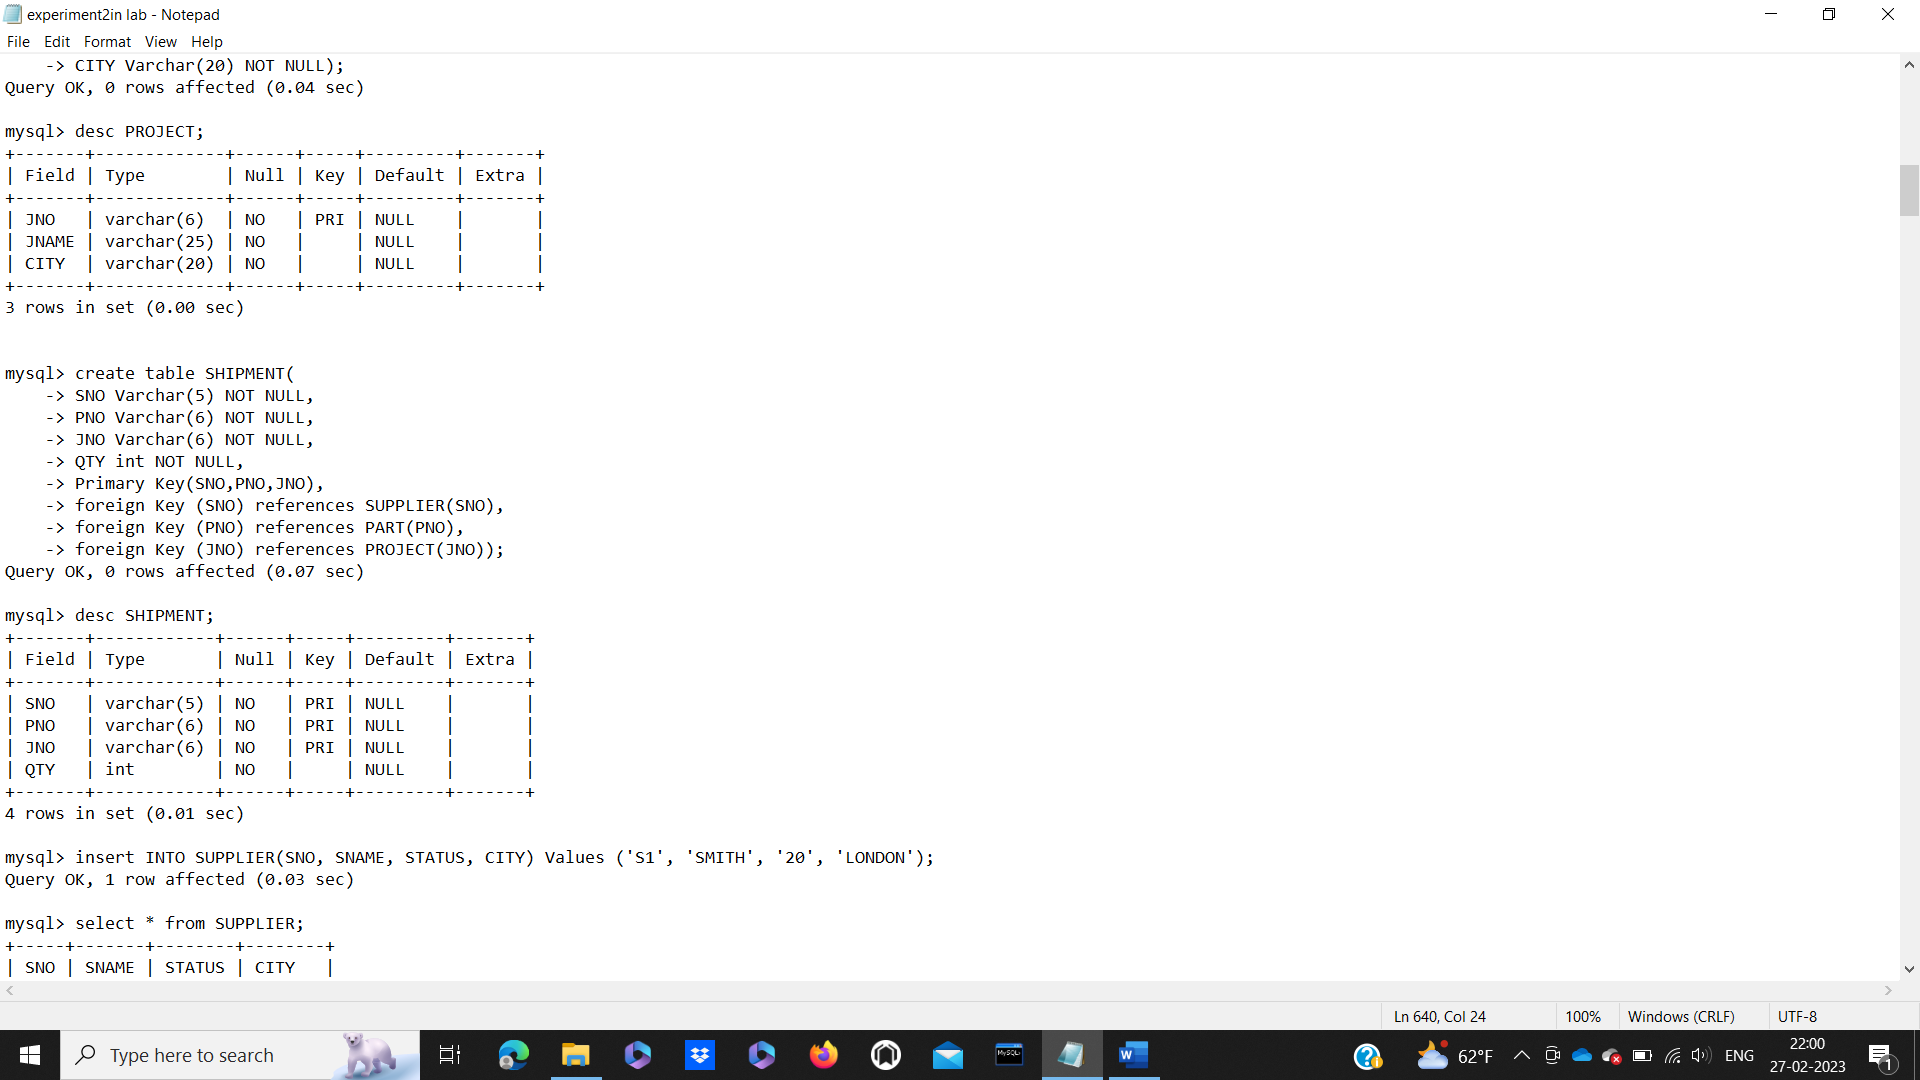 experiment2in lab - Notepad
File Edit Format View Help
    -> CITY Varchar(20) NOT NULL);
Query OK, 0 rows affected (0.04 sec)

mysql> desc PROJECT;
+-------+-------------+------+-----+---------+-------+
| Field | Type        | Null | Key | Default | Extra |
+-------+-------------+------+-----+---------+-------+
| JNO   | varchar(6)  | NO   | PRI | NULL    |       |
| JNAME | varchar(25) | NO   |     | NULL    |       |
| CITY  | varchar(20) | NO   |     | NULL    |       |
+-------+-------------+------+-----+---------+-------+
3 rows in set (0.00 sec)

mysql> create table SHIPMENT(
    -> SNO Varchar(5) NOT NULL,
    -> PNO Varchar(6) NOT NULL,
    -> JNO Varchar(6) NOT NULL,
    -> QTY int NOT NULL,
    -> Primary Key(SNO,PNO,JNO),
    -> foreign Key (SNO) references SUPPLIER(SNO),
    -> foreign Key (PNO) references PART(PNO),
    -> foreign Key (JNO) references PROJECT(JNO));
Query OK, 0 rows affected (0.07 sec)

mysql> desc SHIPMENT;
+-------+------------+------+-----+---------+-------+
| Field | Type       | Null | Key | Default | Extra |
+-------+------------+------+-----+---------+-------+
| SNO   | varchar(5) | NO   | PRI | NULL    |       |
| PNO   | varchar(6) | NO   | PRI | NULL    |       |
| JNO   | varchar(6) | NO   | PRI | NULL    |       |
| QTY   | int        | NO   |     | NULL    |       |
+-------+------------+------+-----+---------+-------+
4 rows in set (0.01 sec)

mysql> insert INTO SUPPLIER(SNO, SNAME, STATUS, CITY) Values ('S1', 'SMITH', '20', 'LONDON');
Query OK, 1 row affected (0.03 sec)

mysql> select * from SUPPLIER;
+-----+-------+--------+--------+
| SNO | SNAME | STATUS | CITY   |
Ln 640, Col 24 100% Windows (CRLF) UTF-8
Type here to search
MySQL
W
62°F
ENG
22:00
27-02-2023
1